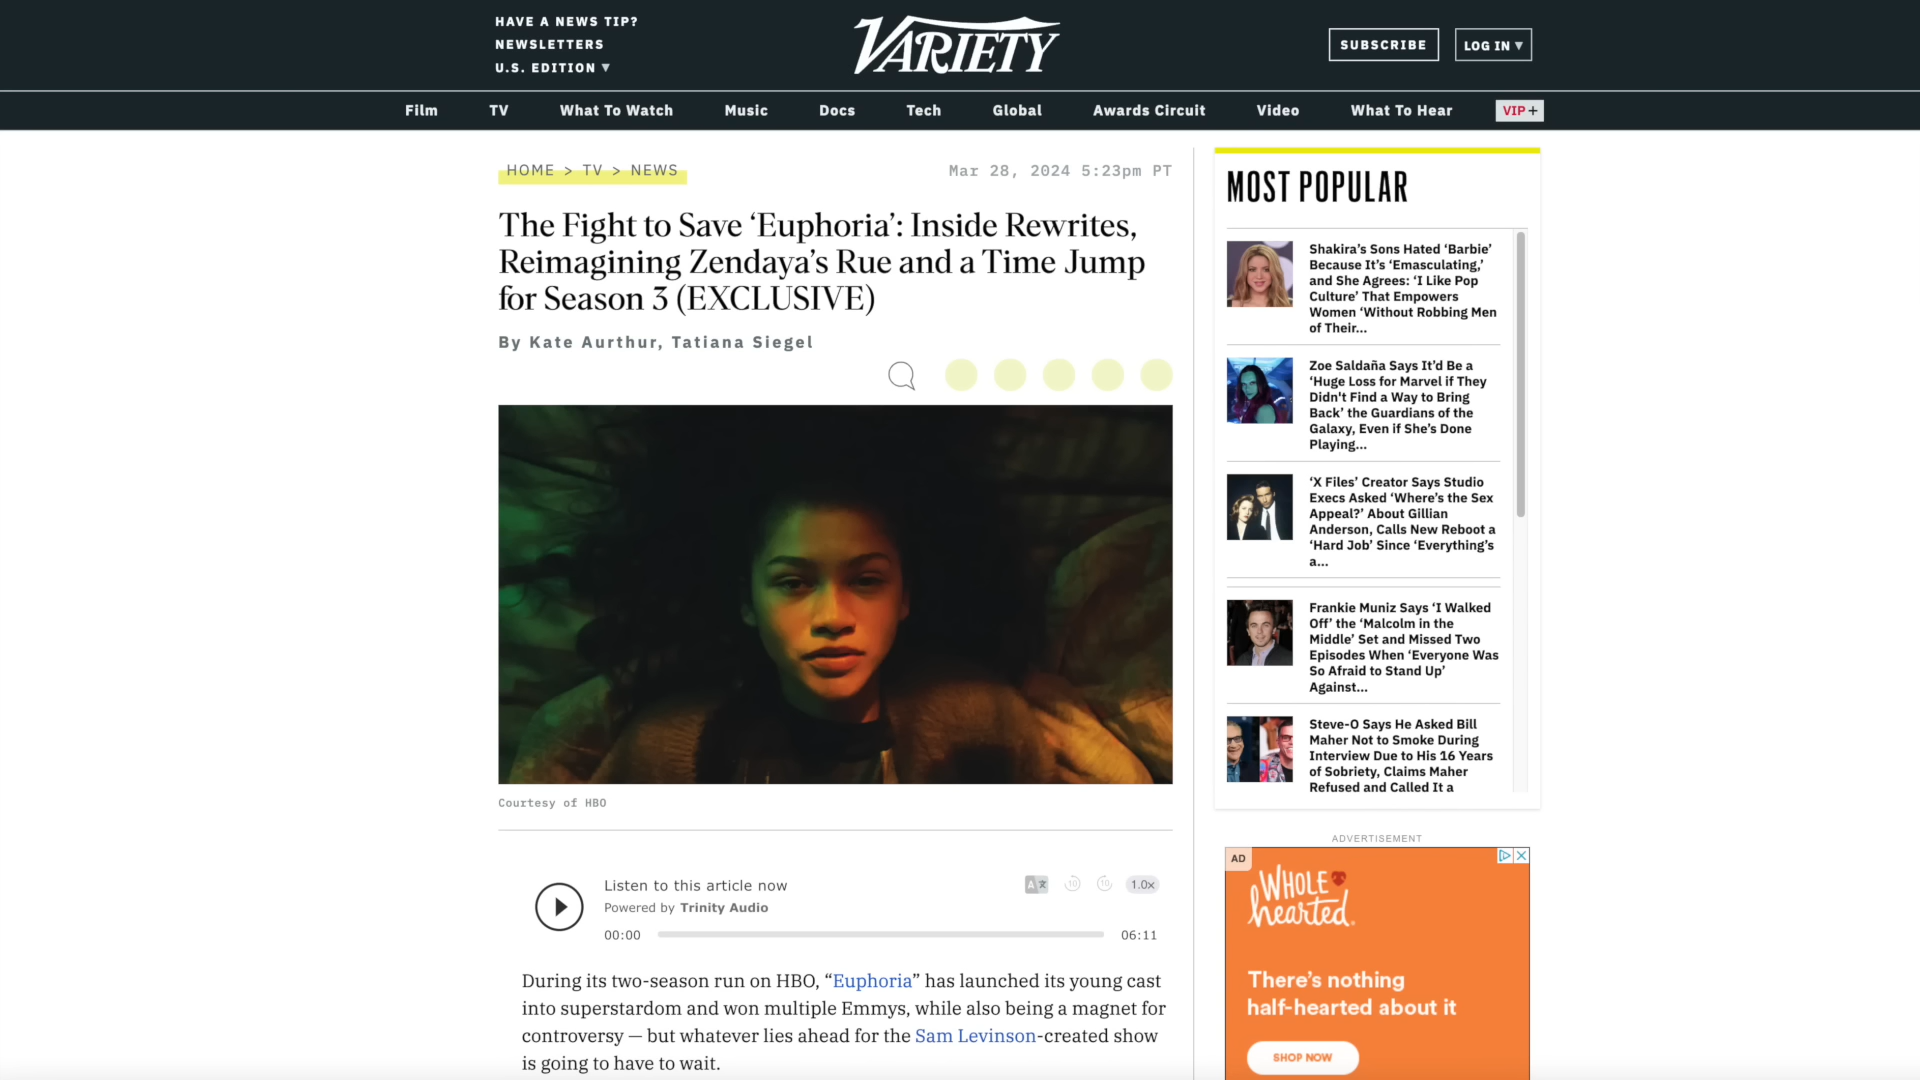 HAVE A NEWS TIP?
NEWSLETTERS
U.S. EDITION ▼
VARIETY
SUBSCRIBE
LOG IN ▼
Film
TV
What To Watch
Music
Docs
Tech
Global
Awards Circuit
Video
What To Hear
VIP+
HOME > TV > NEWS
Mar 28, 2024 5:23pm PT
The Fight to Save ‘Euphoria’: Inside Rewrites,
Reimagining Zendaya’s Rue and a Time Jump
for Season 3 (EXCLUSIVE)
By Kate Aurthur, Tatiana Siegel
Courtesy of HBO
Listen to this article now
Powered by Trinity Audio
10
10
1.0x
00:00
06:11
During its two-season run on HBO, “Euphoria” has launched its young cast
into superstardom and won multiple Emmys, while also being a magnet for
controversy — but whatever lies ahead for the Sam Levinson-created show
is going to have to wait.
MOST POPULAR
Shakira’s Sons Hated ‘Barbie’
Because It’s ‘Emasculating,’
and She Agrees: ‘I Like Pop
Culture’ That Empowers
Women ‘Without Robbing Men
of Their...
Zoe Saldaña Says It’d Be a
‘Huge Loss for Marvel if They
Didn't Find a Way to Bring
Back’ the Guardians of the
Galaxy, Even if She’s Done
Playing...
‘X Files’ Creator Says Studio
Execs Asked ‘Where’s the Sex
Appeal?’ About Gillian
Anderson, Calls New Reboot a
‘Hard Job’ Since ‘Everything’s
a...
Frankie Muniz Says ‘I Walked
Off’ the ‘Malcolm in the
Middle’ Set and Missed Two
Episodes When ‘Everyone Was
So Afraid to Stand Up’
Against...
Steve-O Says He Asked Bill
Maher Not to Smoke During
Interview Due to His 16 Years
of Sobriety, Claims Maher
Refused and Called It a
ADVERTISEMENT
AD
WHOLE
hearted.
There’s nothing
half-hearted about it
SHOP NOW